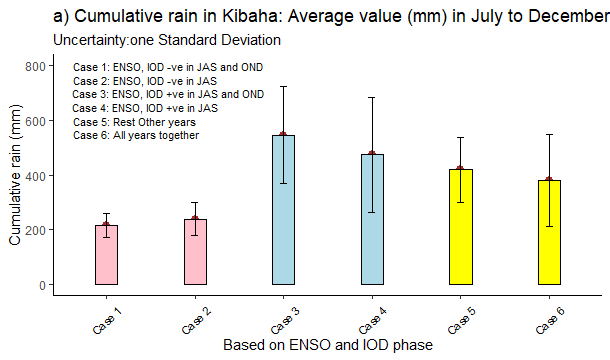 a) Cumulative rain in Kibaha: Average value (mm) in July to December
Uncertainty:one Standard Deviation
Case 1: ENSO, IOD -ve in JAS and OND
Case 2: ENSO, IOD -ve in JAS
Case 3: ENSO, IOD +ve in JAS and OND
Case 4: ENSO, IOD +ve in JAS
Case 5: Rest Other years
Case 6: All years together
Cumulative rain (mm)
800
600
400
200
0
Case 1
Case 2
Case 3
Case 4
Case 5
Case 6
Based on ENSO and IOD phase